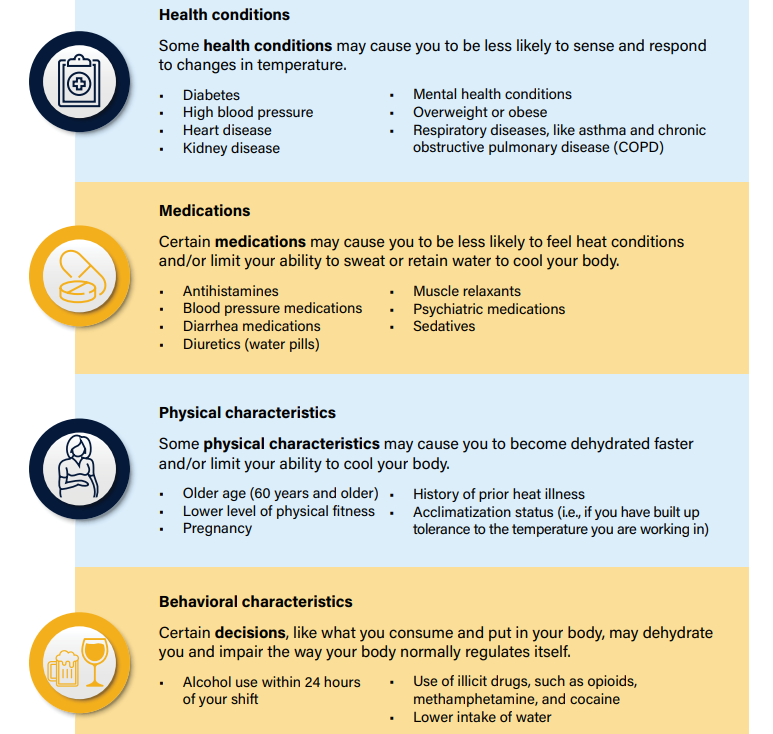 Health conditions
Some health conditions may cause you to be less likely to sense and respond
to changes in temperature.
▪ Diabetes
▪ High blood pressure
▪ Heart disease
▪ Kidney disease
▪ Mental health conditions
▪ Overweight or obese
▪ Respiratory diseases, like asthma and chronic
obstructive pulmonary disease (COPD)
Medications
Certain medications may cause you to be less likely to feel heat conditions
and/or limit your ability to sweat or retain water to cool your body.
▪ Antihistamines
▪ Blood pressure medications
▪ Diarrhea medications
▪ Diuretics (water pills)
▪ Muscle relaxants
▪ Psychiatric medications
▪ Sedatives
Physical characteristics
Some physical characteristics may cause you to become dehydrated faster
and/or limit your ability to cool your body.
▪ Older age (60 years and older)
▪ Lower level of physical fitness
▪ Pregnancy
▪ History of prior heat illness
▪ Acclimatization status (i.e., if you have built up
tolerance to the temperature you are working in)
Behavioral characteristics
Certain decisions, like what you consume and put in your body, may dehydrate
you and impair the way your body normally regulates itself.
▪ Alcohol use within 24 hours
of your shift
▪ Use of illicit drugs, such as opioids,
methamphetamine, and cocaine
▪ Lower intake of water